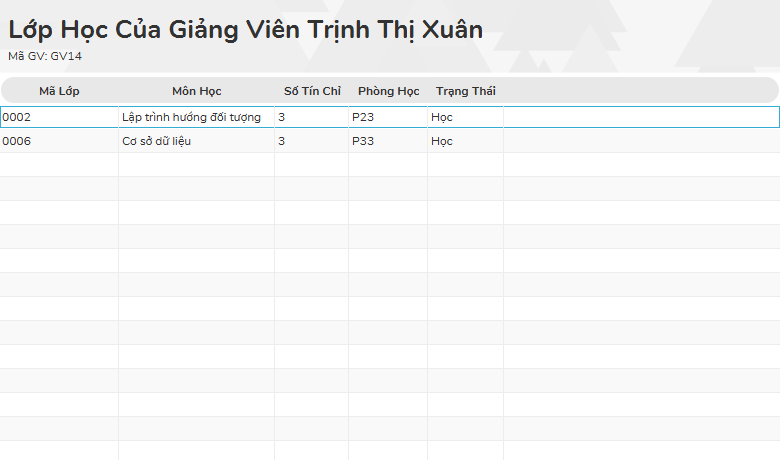 Lớp Học Của Giảng Viên Trịnh Thị Xuân
Mã GV: GV14
Mã Lớp Môn Học Số Tín Chỉ Phòng Học Trạng Thái
0002 Lập trình hướng đối tượng 3 P23 Học
0006 Cơ sở dữ liệu 3 P33 Học